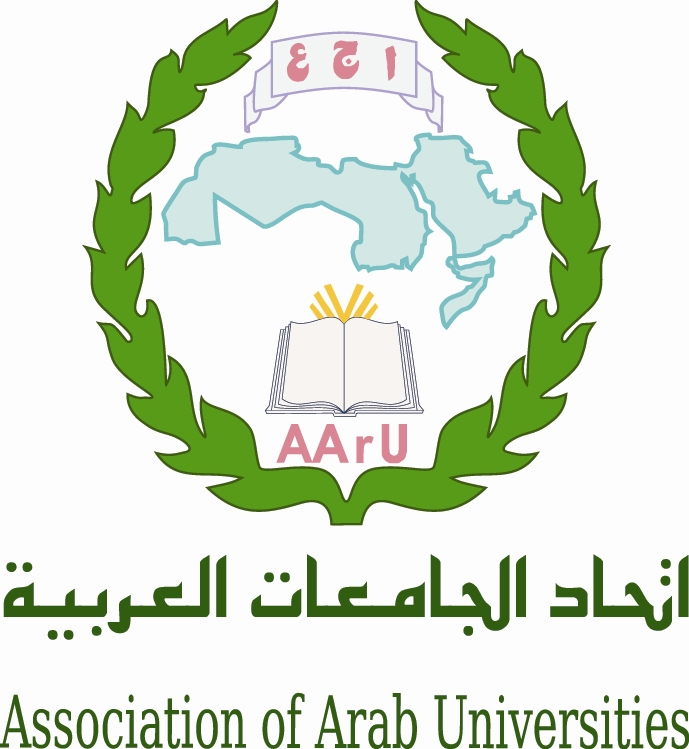 ا ج ع
AArU
اتحاد الجامعات العربية
Association of Arab Universities